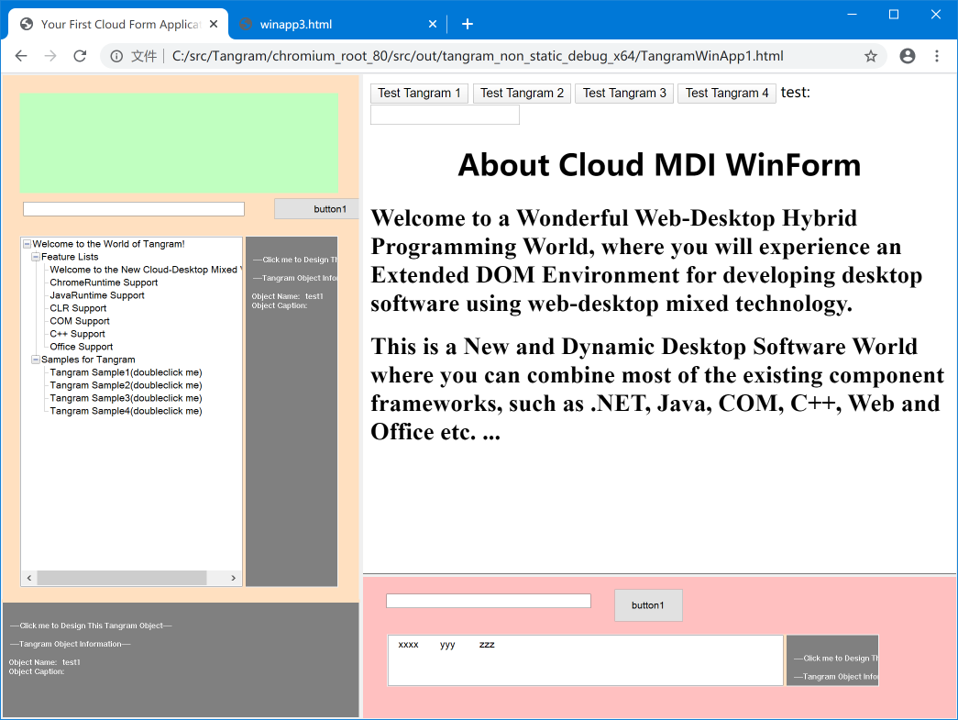 Your First Cloud Form Applicat
winapp3.html
文件 C:/src/Tangram/chromium_root_80/src/out/tangram_non_static_debug_x64/TangramWinApp1.html
button1
Welcome to the World of Tangram!
Feature Lists
Welcome to the New Cloud-Desktop Mixed
ChromeRuntime Support
JavaRuntime Support
CLR Support
COM Support
C++ Support
Office Support
Samples for Tangram
Tangram Sample1(doubleclick me)
Tangram Sample2(doubleclick me)
Tangram Sample3(doubleclick me)
Tangram Sample4(doubleclick me)
----Click me to Design Th
----Tangram Object Infor
Object Name: test1
Object Caption:
----Click me to Design This Tangram Object----
----Tangram Object Information----
Object Name: test1
Object Caption:
Test Tangram 1 Test Tangram 2 Test Tangram 3 Test Tangram 4 test:
About Cloud MDI WinForm
Welcome to a Wonderful Web-Desktop Hybrid
Programming World, where you will experience an
Extended DOM Environment for developing desktop
software using web-desktop mixed technology.
This is a New and Dynamic Desktop Software World
where you can combine most of the existing component
frameworks, such as .NET, Java, COM, C++, Web and
Office etc. ...
button1
xxxx yyy zzz
----Click me to Design Th
----Tangram Object Infor